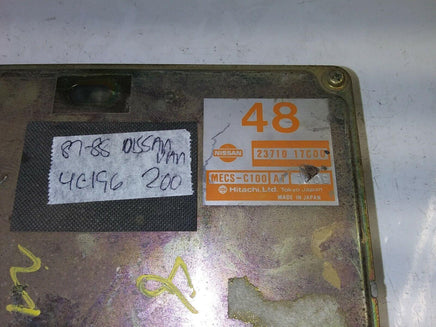 48
NISSAN
23710 17C00
MECS-C100 A2
Hitachi, Ltd. Tokyo Japan
MADE IN JAPAN
87-88 NISSAN
VAN
4C196 200